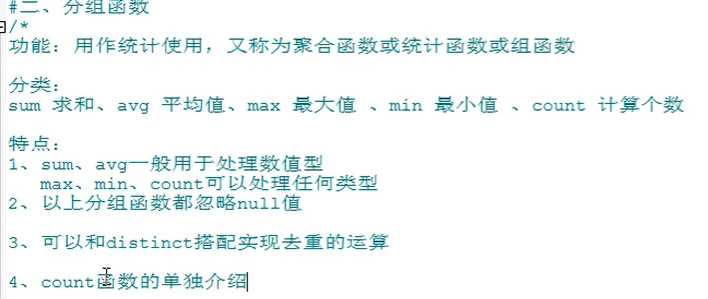 #二、分组函数
/*
功能：用作统计使用，又称为聚合函数或统计函数或组函数
分类：
sum 求和、avg 平均值、max 最大值 、min 最小值 、count 计算个数
特点：
1、sum、avg一般用于处理数值型
max、min、count可以处理任何类型
2、以上分组函数都忽略null值
3、可以和distinct搭配实现去重的运算
4、count函数的单独介绍